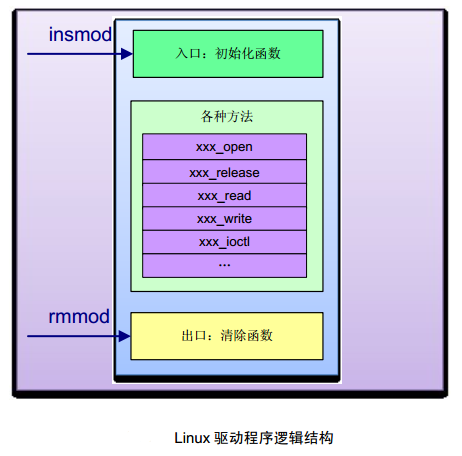 insmod
入口：初始化函数
各种方法
xxx_open
xxx_release
xxx_read
xxx_write
xxx_ioctl
...
rmmod
出口：清除函数
Linux 驱动程序逻辑结构